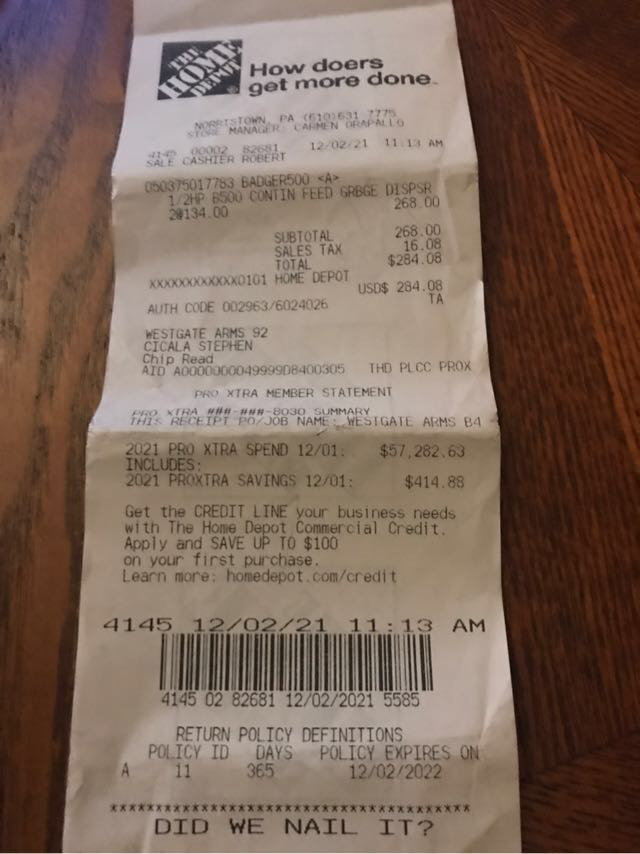 THE
HOME
DEPOT
How doers
get more done.
NORRISTOWN, PA (610)631 7775
STORE MANAGER: CARMEN GRAPALLO
4145 00002 82681 12/02/21 11:13 AM
SALE CASHIER ROBERT
050375017783 BADGER500 <A>
1/2HP B500 CONTIN FEED GRBGE DISPSR
2@134.00 268.00
SUBTOTAL 268.00
SALES TAX 16.08
TOTAL $284.08
XXXXXXXXXXXX0101 HOME DEPOT
USD$ 284.08
AUTH CODE 002963/6024026 TA
WESTGATE ARMS 92
CICALA STEPHEN
Chip Read
AID A0000000049999D8400305 THD PLCC PROX
PRO XTRA MEMBER STATEMENT
PRO XTRA ###-###-8030 SUMMARY
THIS RECEIPT PO/JOB NAME: WESTGATE ARMS B4
2021 PRO XTRA SPEND 12/01: $57,282.63
INCLUDES:
2021 PROXTRA SAVINGS 12/01: $414.88
Get the CREDIT LINE your business needs
with The Home Depot Commercial Credit.
Apply and SAVE UP TO $100
on your first purchase.
Learn more: homedepot.com/credit
4145 12/02/21 11:13 AM
4145 02 82681 12/02/2021 5585
RETURN POLICY DEFINITIONS
POLICY ID DAYS POLICY EXPIRES ON
A 11 365 12/02/2022
*******************************************
DID WE NAIL IT?